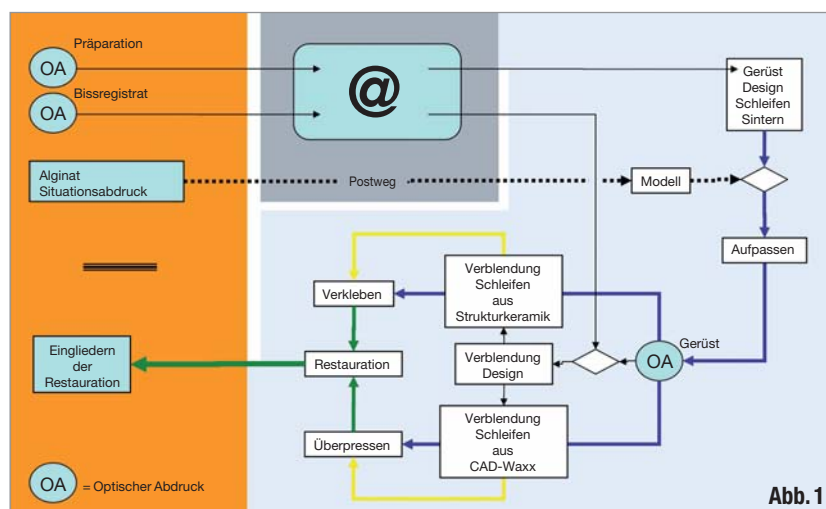 Präparation
OA
Bissregistrat
OA
@
Gerüst
Design
Schleifen
Sintern
Alginat
Situationsabdruck
Postweg
Modell
Aufpassen
Verblendung
Schleifen
aus
Strukturkeramik
Verkleben
Gerüst
OA
Verblendung
Design
Restauration
Eingliedern
der
Restauration
Verblendung
Schleifen
aus
CAD-Waxx
Überpressen
OA = Optischer Abdruck
Abb. 1